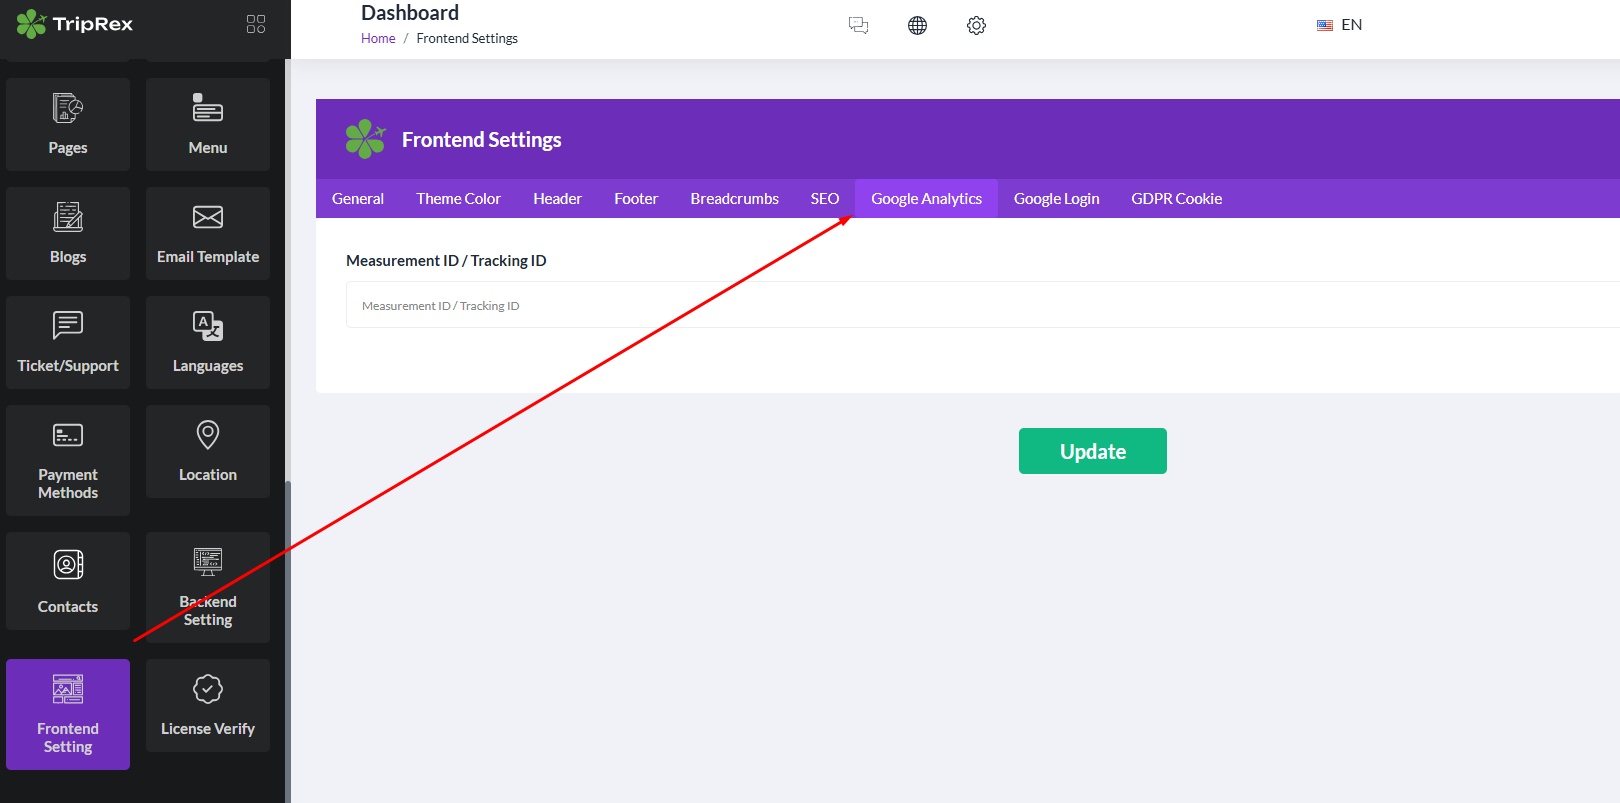 TripRex
Dashboard
Home / Frontend Settings
EN
Pages
Menu
Blogs
Email Template
Ticket/Support
Languages
Payment
Methods
Location
Contacts
Backend
Setting
Frontend
Setting
License Verify
Frontend Settings
General Theme Color Header Footer Breadcrumbs SEO Google Analytics Google Login GDPR Cookie
Measurement ID / Tracking ID
Measurement ID / Tracking ID
Update